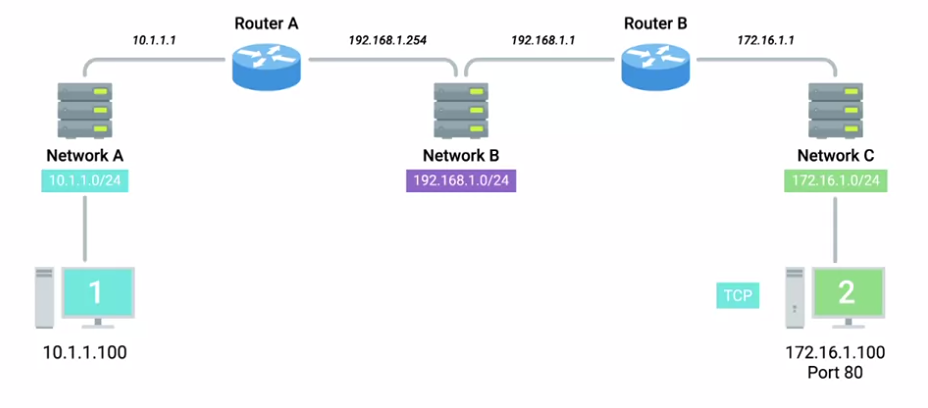 Router A
Router B
10.1.1.1
192.168.1.254
192.168.1.1
172.16.1.1
Network A
Network B
Network C
10.1.1.0/24
192.168.1.0/24
172.16.1.0/24
1
TCP
2
10.1.1.100
172.16.1.100
Port 80